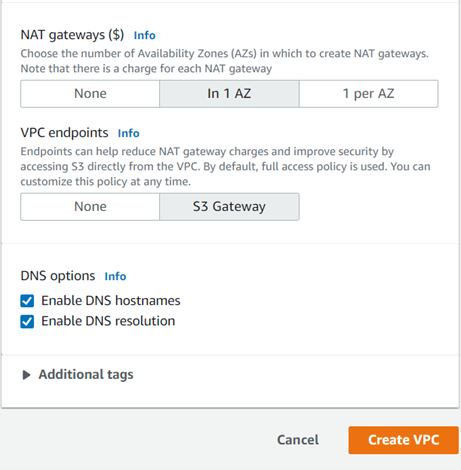 NAT gateways ($) Info
Choose the number of Availability Zones (AZs) in which to create NAT gateways.
Note that there is a charge for each NAT gateway
None In 1 AZ 1 per AZ
VPC endpoints Info
Endpoints can help reduce NAT gateway charges and improve security by
accessing S3 directly from the VPC. By default, full access policy is used. You can
customize this policy at any time.
None S3 Gateway
DNS options Info
Enable DNS hostnames
Enable DNS resolution
Additional tags
Cancel Create VPC